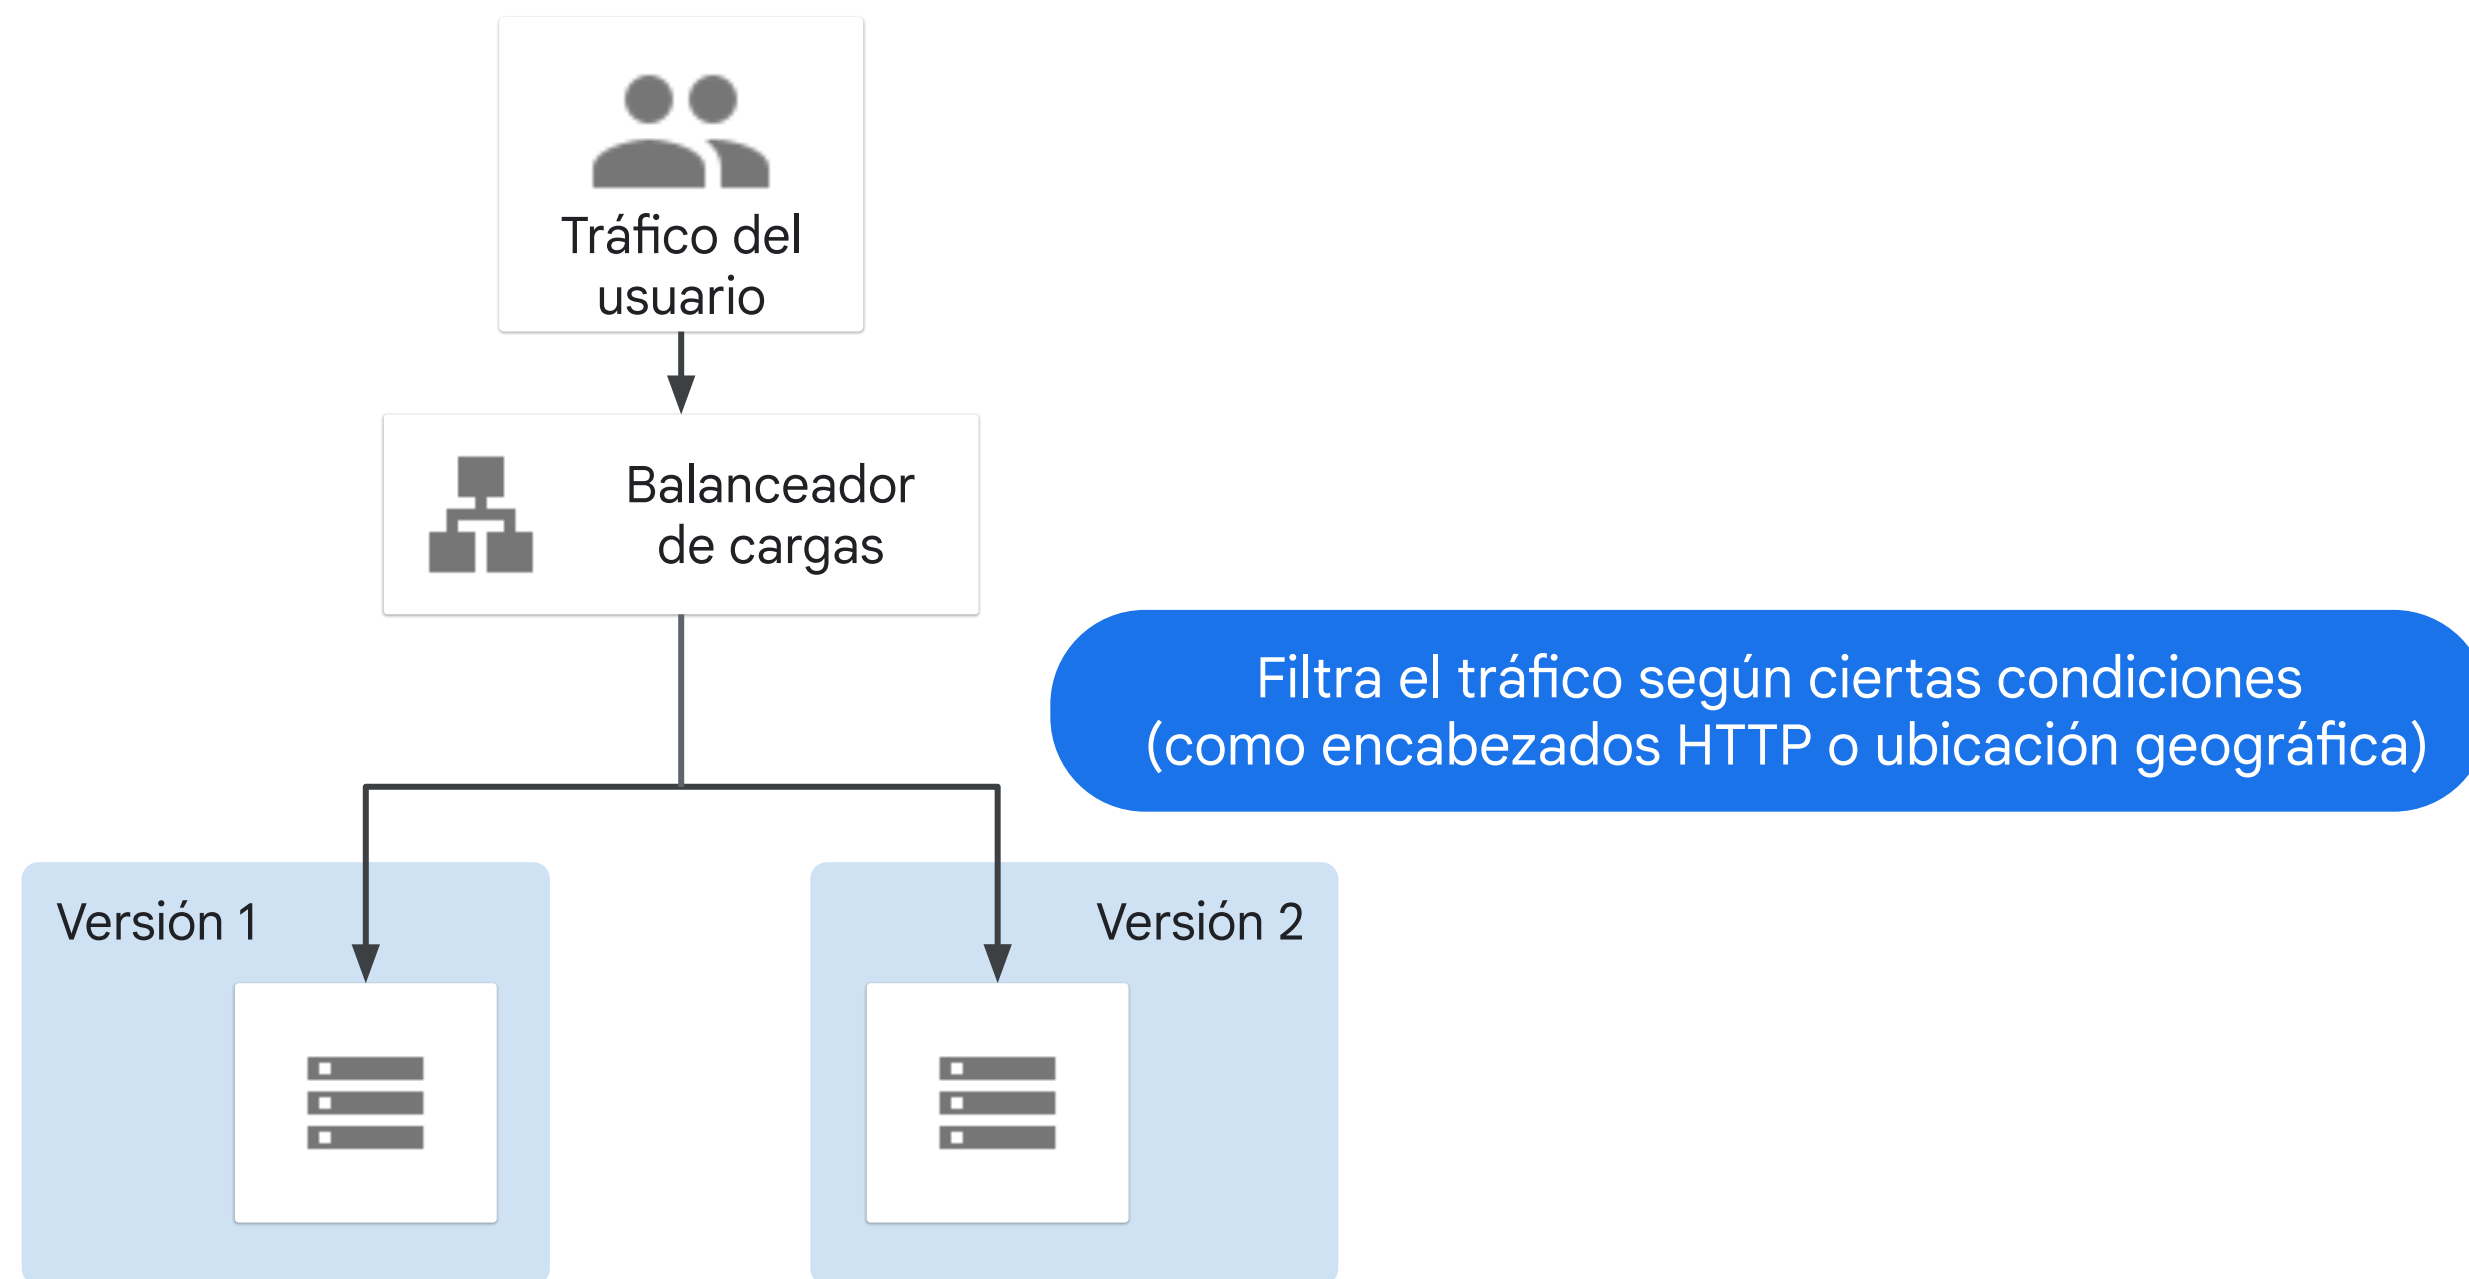 Tráfico del
usuario
Balanceador
de cargas
Filtra el tráfico según ciertas condiciones
(como encabezados HTTP o ubicación geográfica)
Versión 1
Versión 2